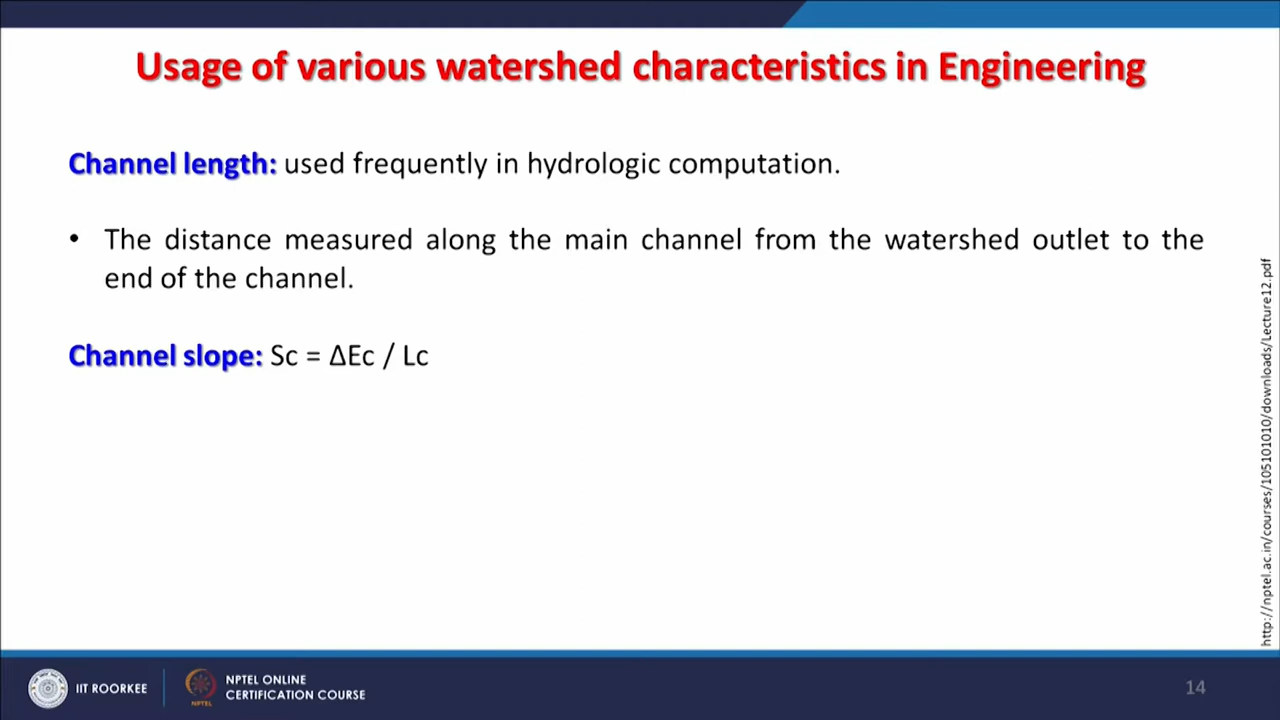 Usage of various watershed characteristics in Engineering
Channel length: used frequently in hydrologic computation.
• The distance measured along the main channel from the watershed outlet to the
end of the channel.
Channel slope: Sc = ΔEc / Lc
http://nptel.ac.in/courses/105101010/downloads/Lecture12.pdf
IIT ROORKEE
NPTEL
NPTEL ONLINE
CERTIFICATION COURSE
14